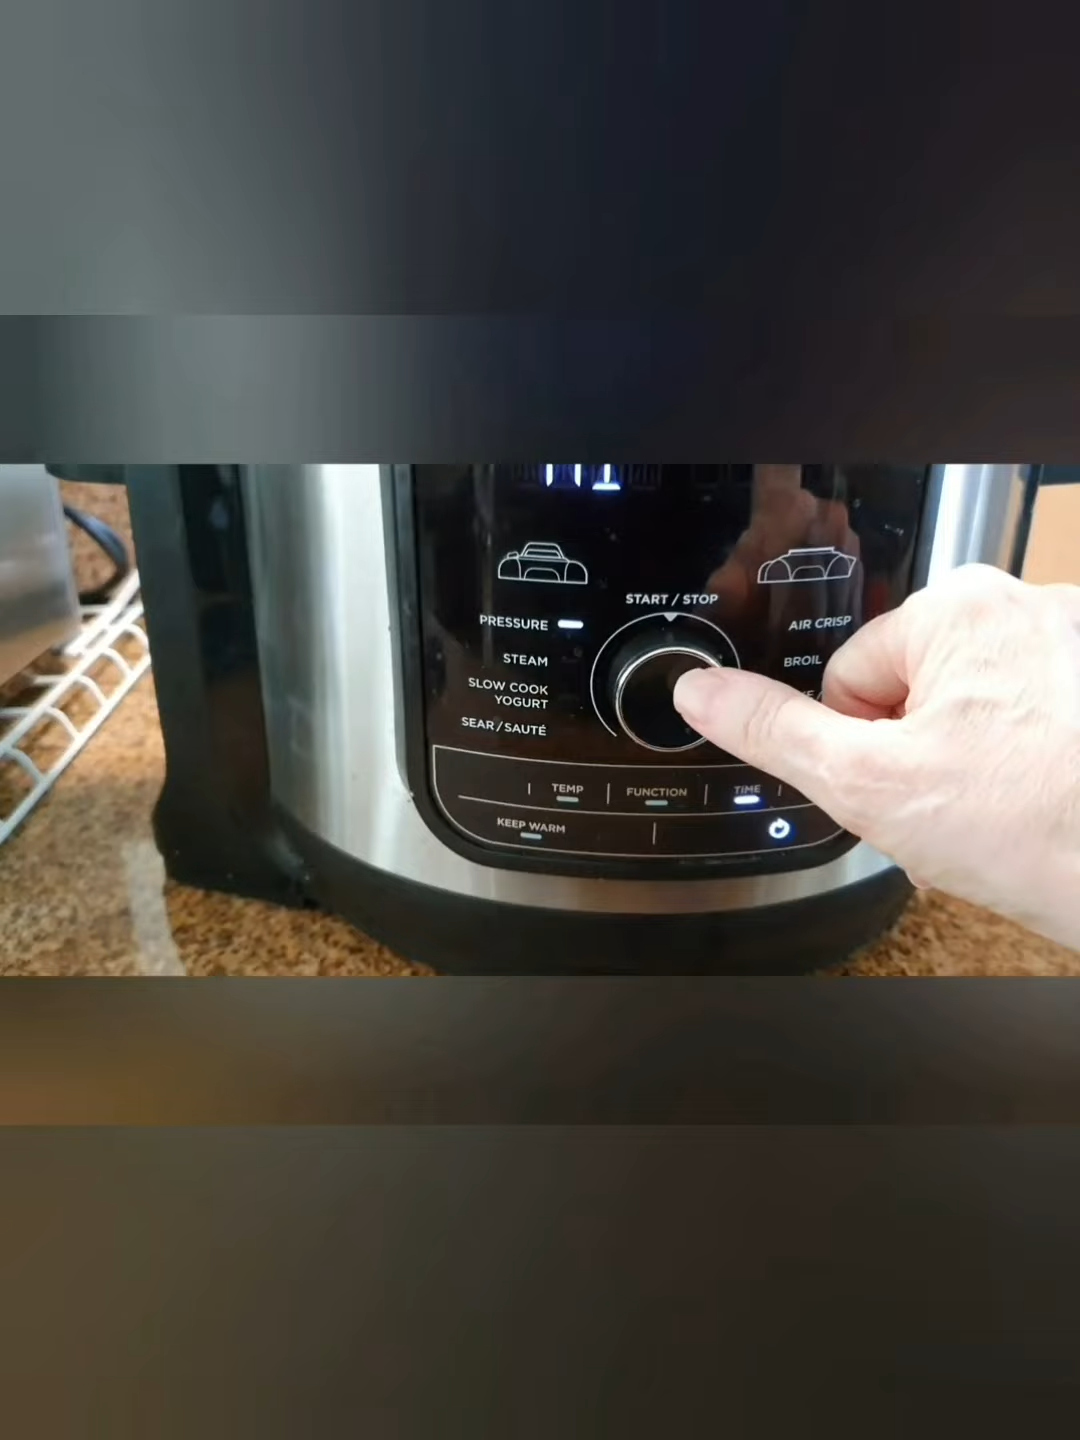 START / STOP
PRESSURE
AIR CRISP
STEAM
BROIL
SLOW COOK
YOGURT
SEAR/SAUTÉ
TEMP
FUNCTION
TIME
KEEP WARM